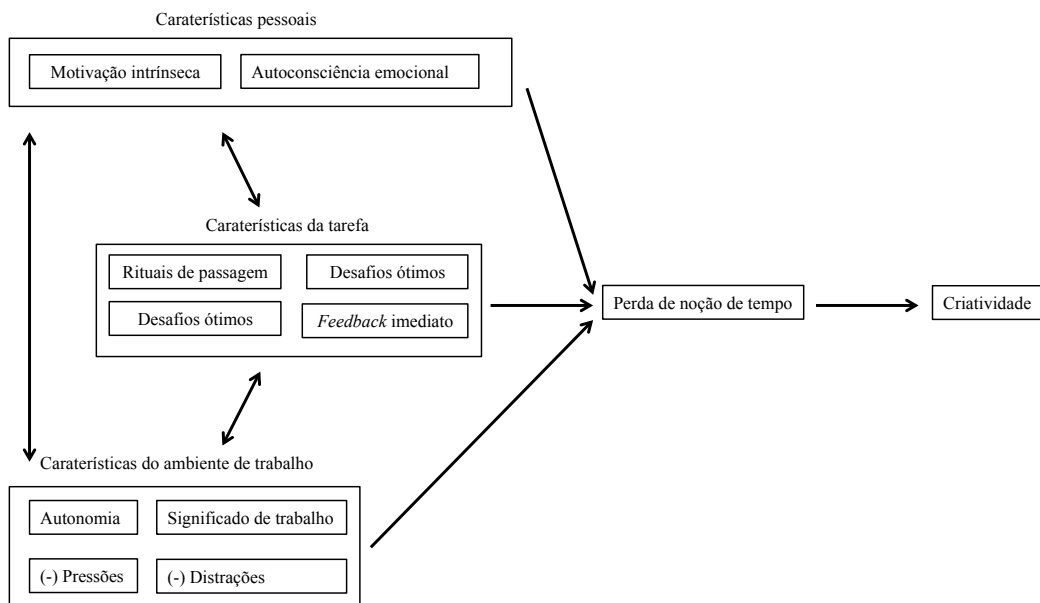 Caraterísticas pessoais
Motivação intrínseca
Autoconsciência emocional
Caraterísticas da tarefa
Rituais de passagem
Desafios ótimos
Desafios ótimos
Feedback imediato
Perda de noção de tempo
Criatividade
Caraterísticas do ambiente de trabalho
Autonomia
Significado de trabalho
(-) Pressões
(-) Distrações